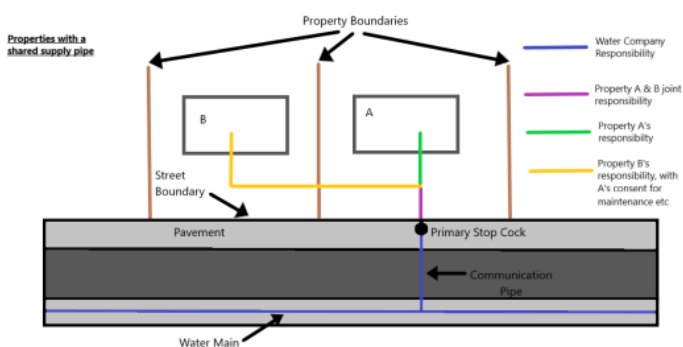 Properties with a
shared supply pipe
Property Boundaries
Water Company
Responsibility
Property A & B joint
responsibility
Property A's
responsibilty
Property B's
responsibility, with
A's consent for
maintenance etc
B
A
Street
Boundary
Pavement
Primary Stop Cock
Communication
Pipe
Water Main